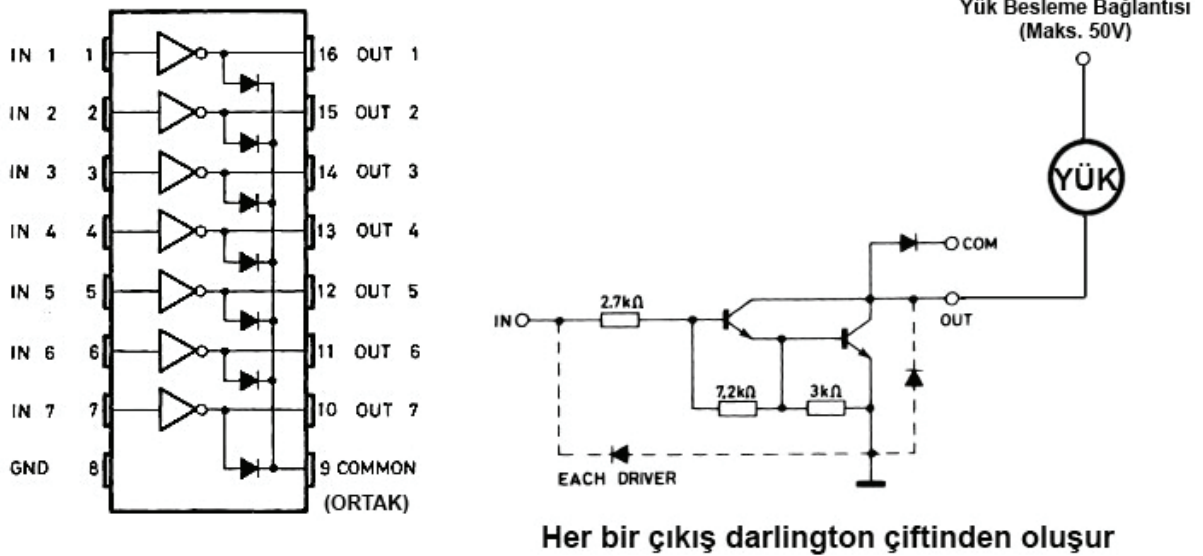 IN 1 1 16 OUT 1
IN 2 2 15 OUT 2
IN 3 3 14 OUT 3
IN 4 4 13 OUT 4
IN 5 5 12 OUT 5
IN 6 6 11 OUT 6
IN 7 7 10 OUT 7
GND 8 9 COMMON
(ORTAK)
Yük Besleme Bağlantısı
(Maks. 50V)
YÜK
COM
2.7kΩ
IN
OUT
7,2kΩ 3kΩ
EACH DRIVER
Her bir çıkış darlington çiftinden oluşur